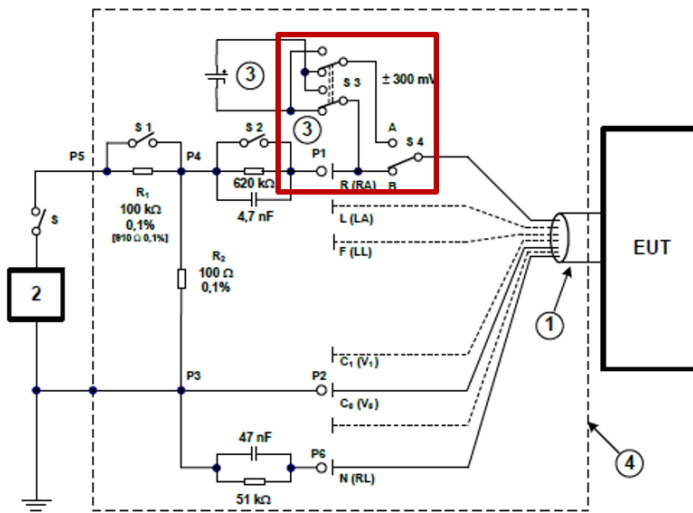 3
S 3
± 300 mV
S 1
S 2
3
A
S 4
P5
P4
P1
R (RA)
B
R₁
100 kΩ
0,1%
[910 Ω 0,1%]
620 kΩ
4,7 nF
L (LA)
S
F (LL)
EUT
R₂
100 Ω
0,1%
2
1
C₁ (V₁)
P3
P2
C₆ (V₆)
47 nF
P6
4
N (RL)
51 kΩ